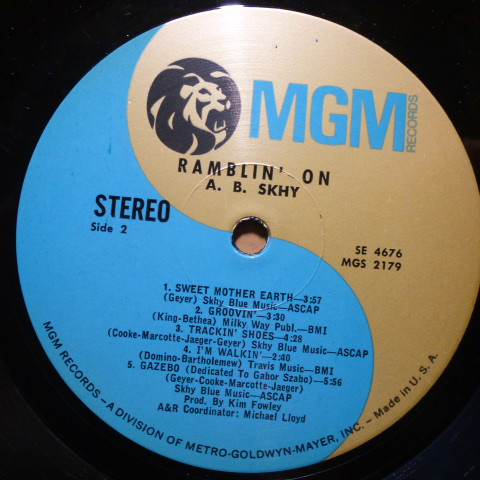 MGM
RECORDS
RAMBLIN' ON
A. B. SKHY
STEREO
Side 2
SE 4676
MGS 2179
1. SWEET MOTHER EARTH—3:57
(Geyer) Skhy Blue Music—ASCAP
2. GROOVIN'—3:30
(King-Bethea) Milky Way Publ.—BMI
3. TRACKIN' SHOES—4:28
(Cooke-Marcotte-Jaeger-Geyer) Skhy Blue Music—ASCAP
4. I'M WALKIN'—2:40
(Domino-Bartholemew) Travis Music—BMI
5. GAZEBO (Dedicated To Gabor Szabo)—5:56
(Geyer-Cooke-Marcotte-Jaeger)
Skhy Blue Music—ASCAP
Prod. By Kim Fowley
A&R Coordinator: Michael Lloyd
MGM RECORDS—A DIVISION OF METRO-GOLDWYN-MAYER, INC.—Made in U. S. A.